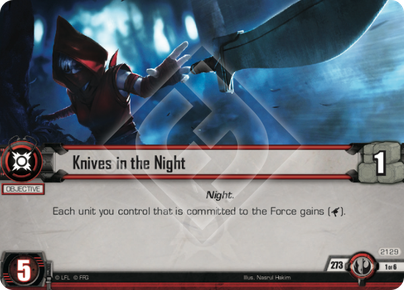 Knives in the Night
1
OBJECTIVE
Night.
Each unit you control that is committed to the Force gains ( ).
2129
5
© LFL © FFG
Illus. Nasrul Hakim
273
1 of 6